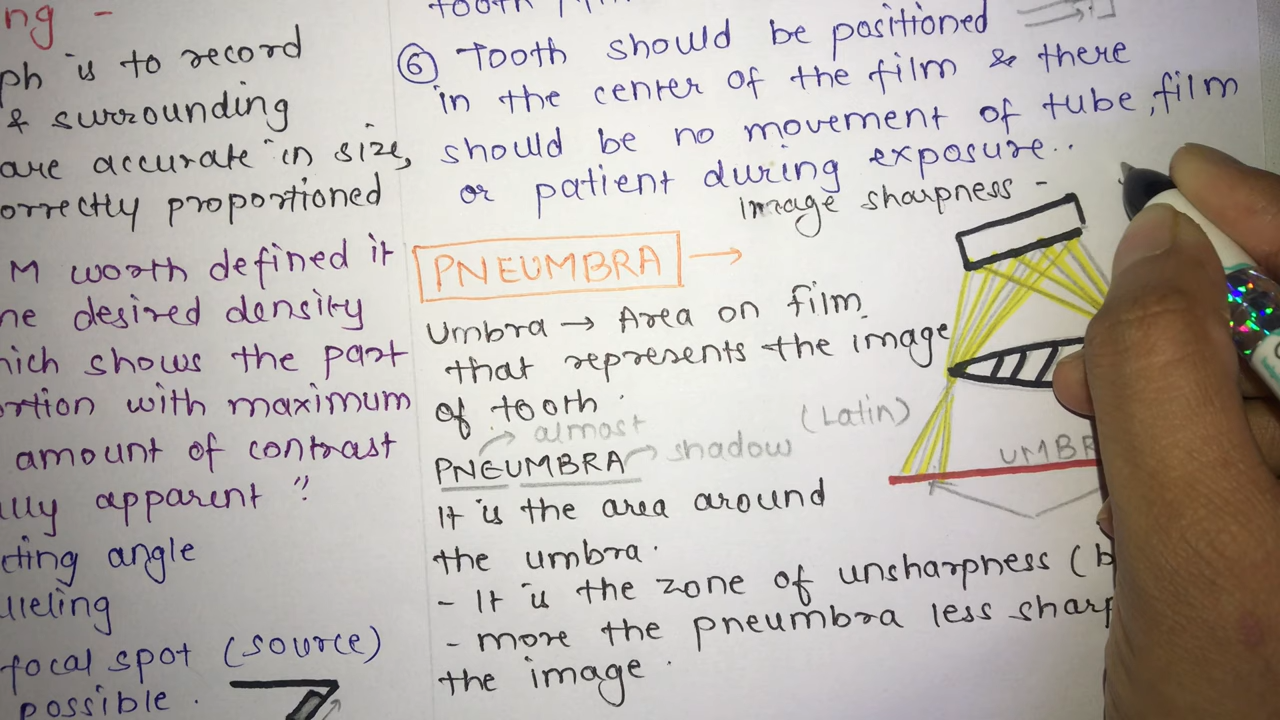 ng -
ph is to record
& surrounding
are accurate in size,
orrectly proportioned
M worth defined it
ne desired density
hich shows the part
ortion with maximum
amount of contrast
ully apparent "
cting angle
lleling
focal spot (source)
possible.
tooth
⑥ Tooth should be positioned
in the center of the film & there
should be no movement of tube, film
or patient during exposure..
image sharpness -
PNEUMBRA →
Umbra → Area on film
that represents the image
of tooth.
almost
(Latin)
PNEUMBRA shadow
UMBR
It is the area around
the umbra.
- It is the zone of unsharpness (b
- more the pneumbra less sharp
the image.